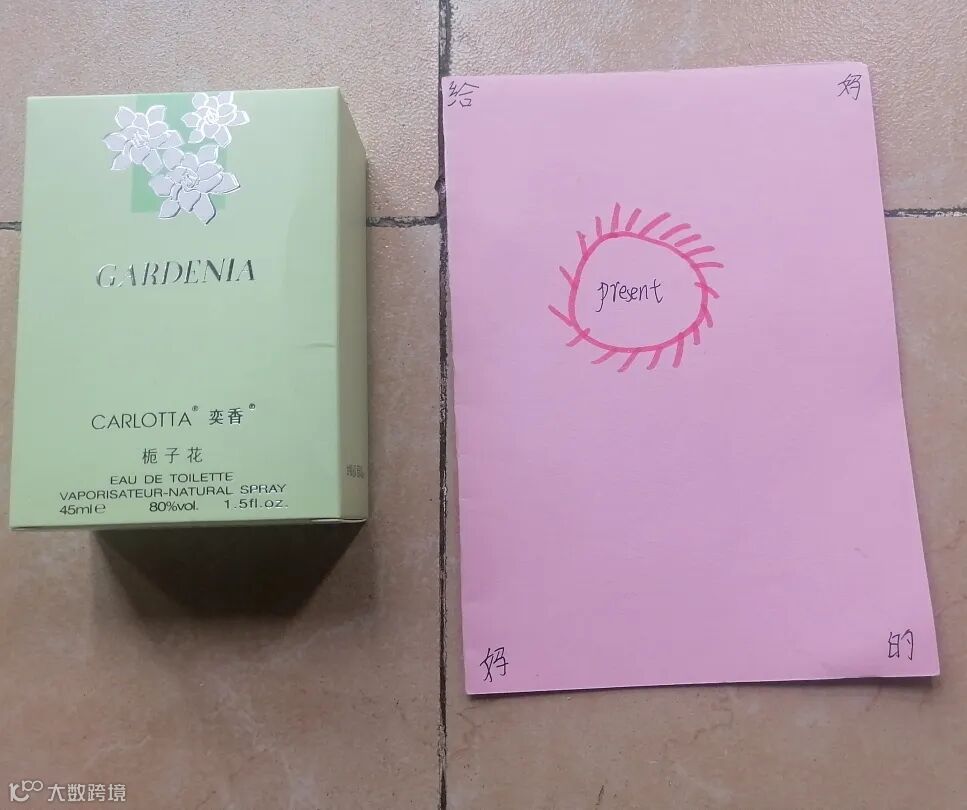 GARDENIA
CARLOTTA® 奕香®
栀子花
EAU DE TOILETTE
VAPORISATEUR-NATURAL SPRAY
45ml℮ 80%vol. 1.5fl.oz.
给 妈
present
妈 的
大数跨境